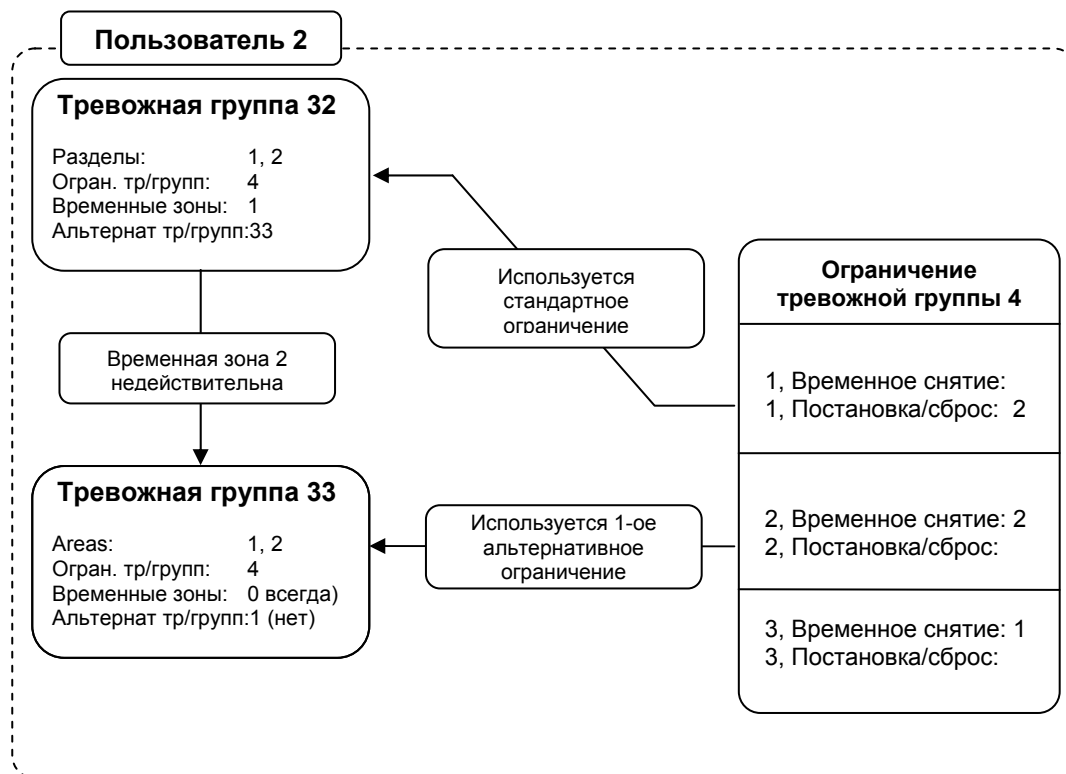 Пользователь 2
Тревожная группа 32
Разделы: 1, 2
Огран. тр/групп: 4
Временные зоны: 1
Альтернат тр/групп:33
Используется
стандартное
ограничение
Ограничение
тревожной группы 4
1, Временное снятие:
1, Постановка/сброс: 2
Временная зона 2
недействительна
Тревожная группа 33
Areas: 1, 2
Огран. тр/групп: 4
Временные зоны: 0 всегда)
Альтернат тр/групп:1 (нет)
Используется 1-ое
альтернативное
ограничение
2, Временное снятие: 2
2, Постановка/сброс:
3, Временное снятие: 1
3, Постановка/сброс: